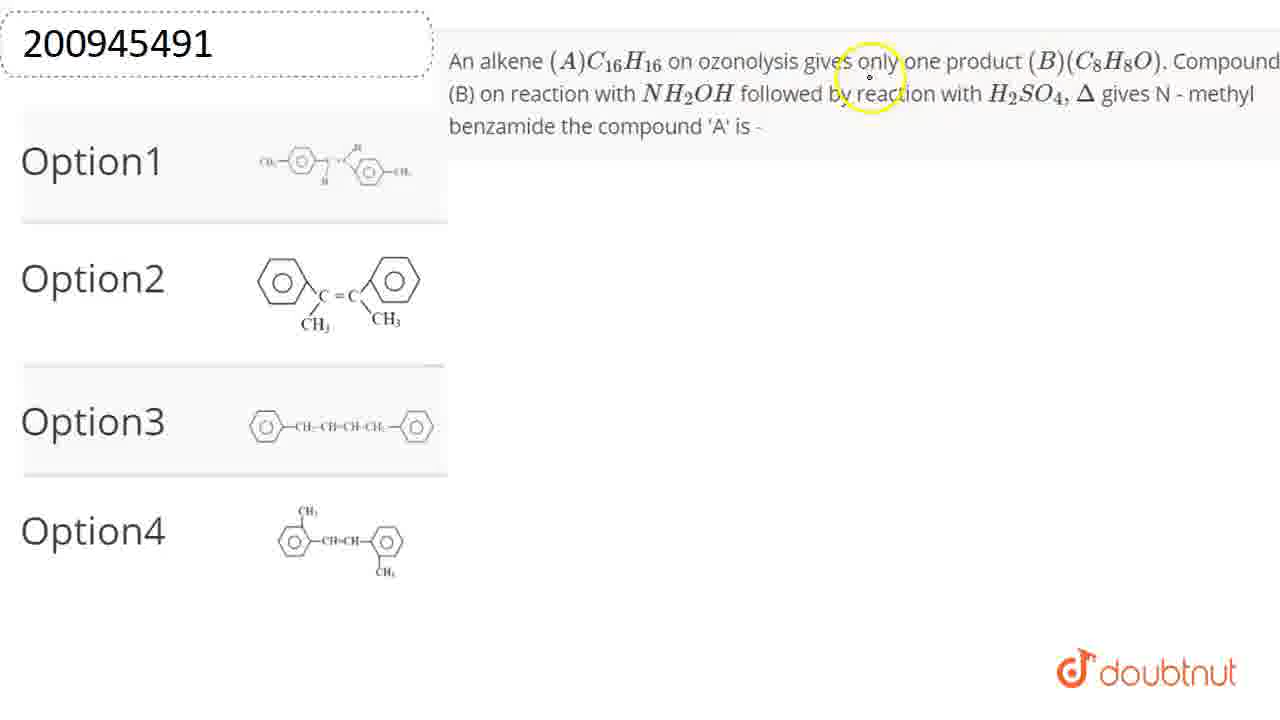 200945491
An alkene (A)C₁₆H₁₆ on ozonolysis gives only one product (B)(C₈H₈O). Compound
(B) on reaction with NH₂OH followed by reaction with H₂SO₄, Δ gives N - methyl
benzamide the compound 'A' is -
Option1
CH₃
H
H
CH₃
Option2
C = C
CH₃
CH₃
Option3
CH₂-CH=CH-CH₂
Option4
CH₃
CH=CH
CH₃
doubtnut